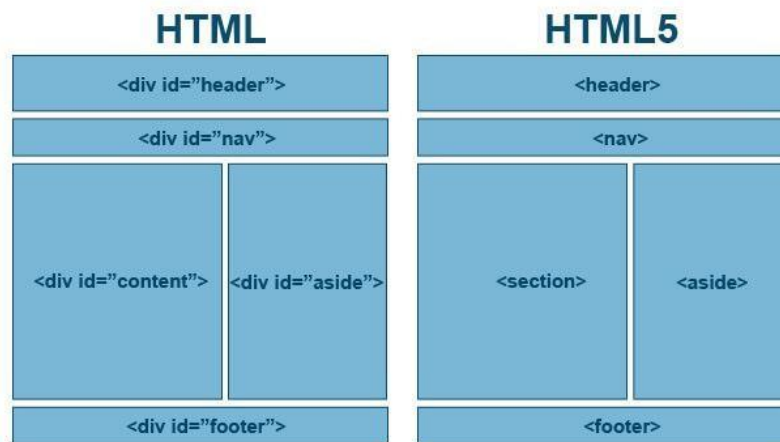 HTML
<div id=”header”>
<div id=”nav”>
<div id=”content”>
<div id=”aside”>
<div id=”footer”>
HTML5
<header>
<nav>
<section>
<aside>
<footer>